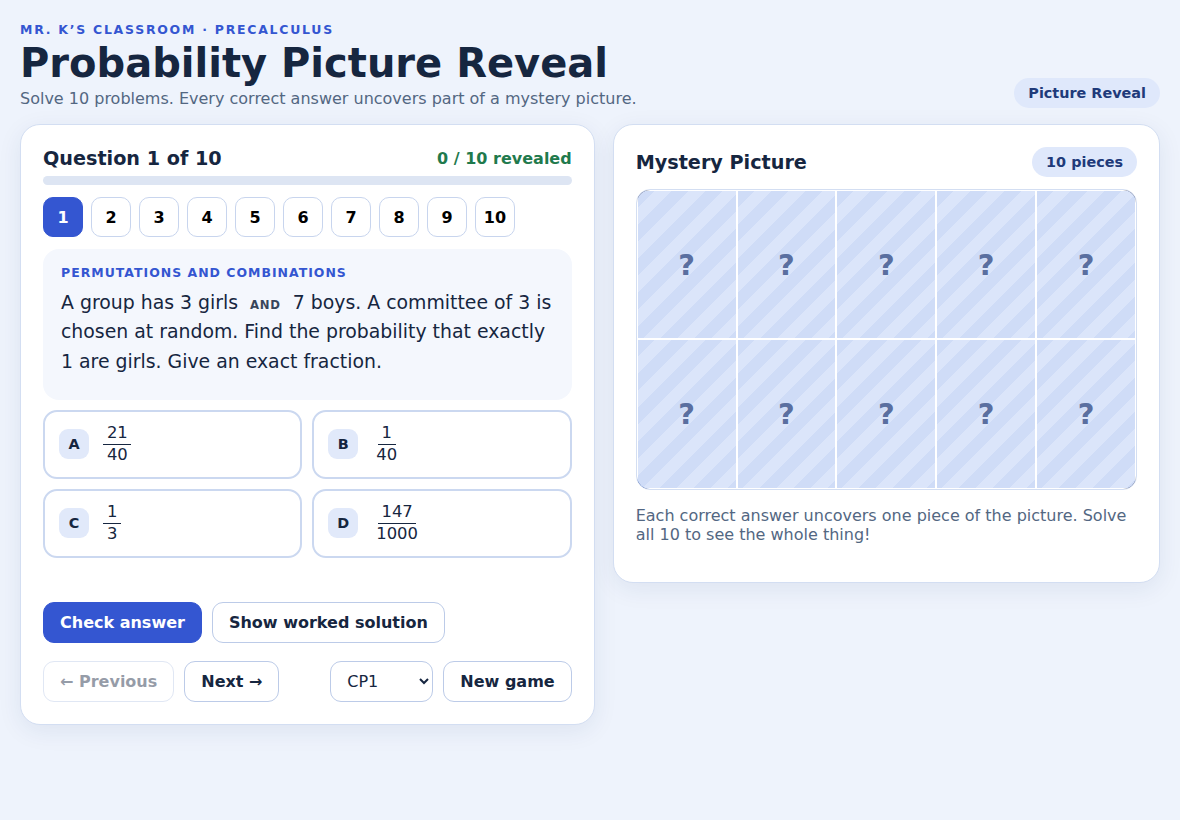 MR. K’S CLASSROOM · PRECALCULUS
Probability Picture Reveal
Solve 10 problems. Every correct answer uncovers part of a mystery picture.
Picture Reveal
Question 1 of 10
0 / 10 revealed
1 2 3 4 5 6 7 8 9 10
PERMUTATIONS AND COMBINATIONS
A group has 3 girls AND 7 boys. A committee of 3 is
chosen at random. Find the probability that exactly
1 are girls. Give an exact fraction.
A 21/40
B 1/40
C 1/3
D 147/1000
Check answer
Show worked solution
← Previous
Next →
CP1
New game
Mystery Picture
10 pieces
? ? ? ? ?
? ? ? ? ?
Each correct answer uncovers one piece of the picture. Solve
all 10 to see the whole thing!